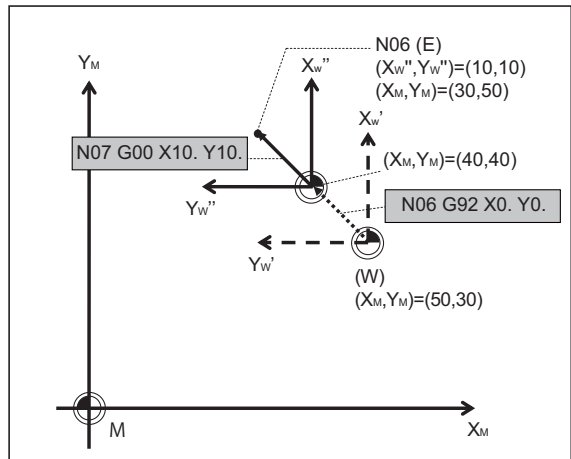 N06 (E)
(Xw'',Yw'')=(10,10)
(XM,YM)=(30,50)
YM
Xw''
Xw'
N07 G00 X10. Y10.
(XM,YM)=(40,40)
Yw''
N06 G92 X0. Y0.
Yw'
(W)
(XM,YM)=(50,30)
M
XM